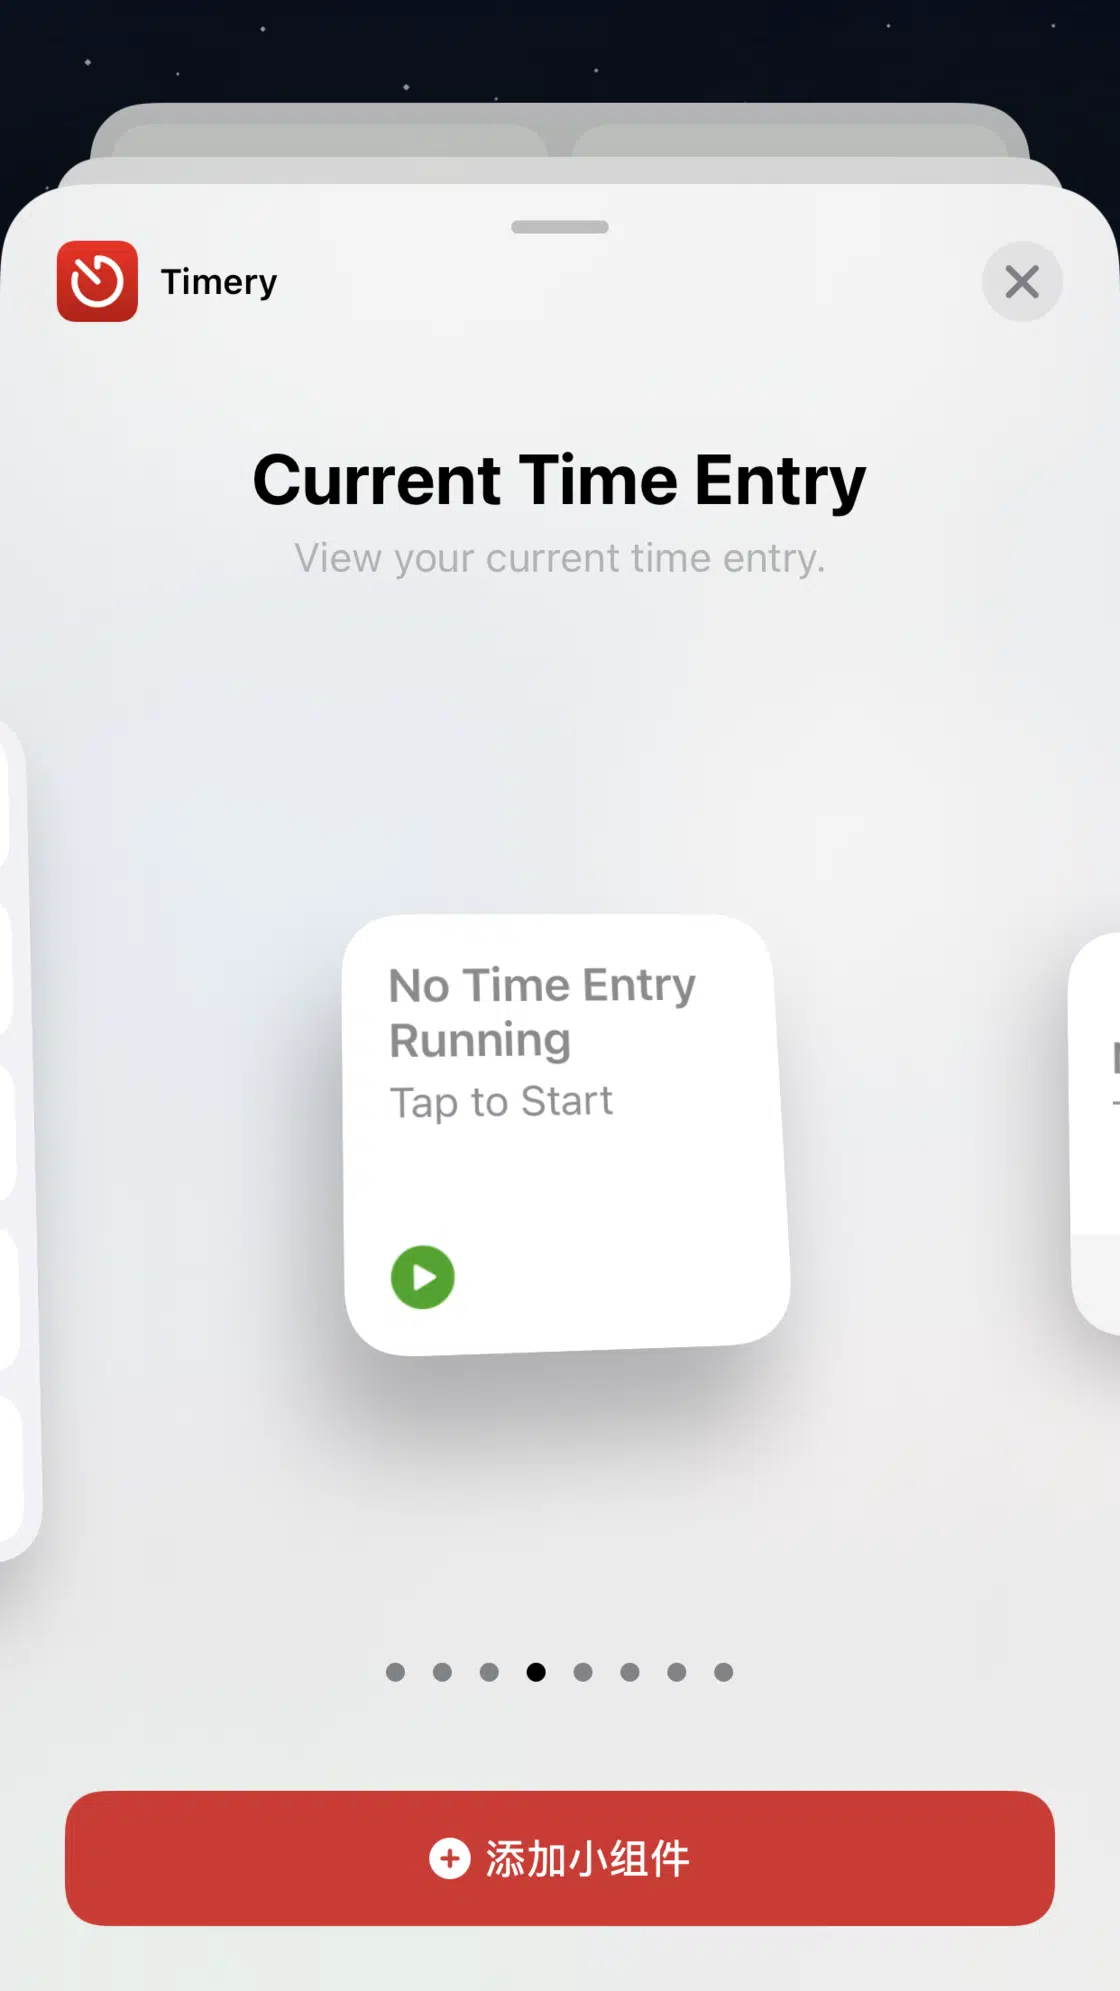 Timery
Current Time Entry
View your current time entry.
No Time Entry
Running
Tap to Start
添加小组件